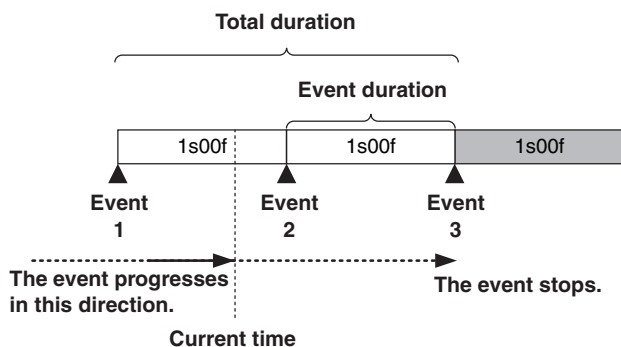 Total duration
Event duration
1s00f 1s00f 1s00f
Event
1
Event
2
Event
3
The event progresses
in this direction.
The event stops.
Current time